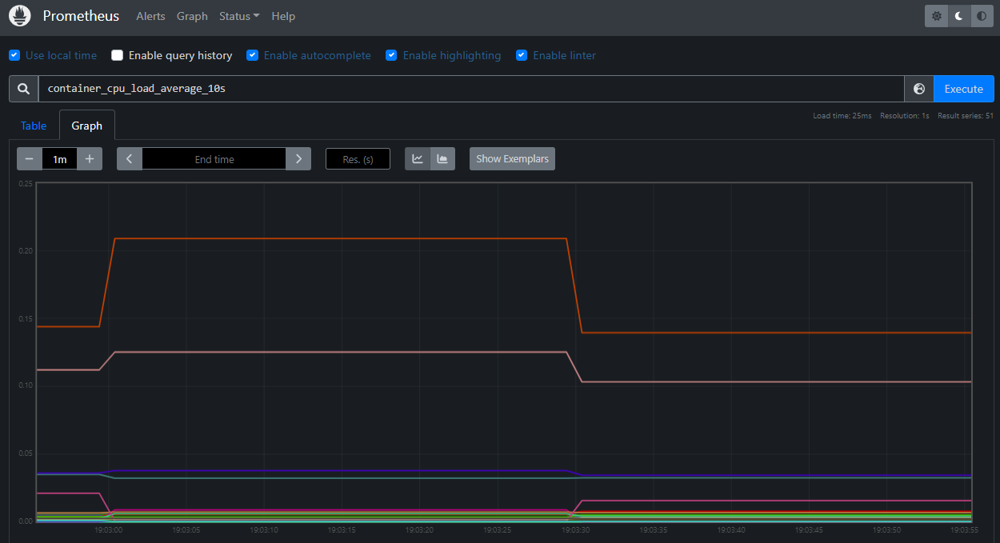 Prometheus Alerts Graph Status Help
Use local time Enable query history Enable autocomplete Enable highlighting Enable linter
container_cpu_load_average_10s Execute
Load time: 25ms Resolution: 1s Result series: 51
Table Graph
− 1m + End time Res. (s) Show Exemplars
0.25
0.20
0.15
0.10
0.05
0.00
19:03:00 19:03:05 19:03:10 19:03:15 19:03:20 19:03:25 19:03:30 19:03:35 19:03:40 19:03:45 19:03:50 19:03:55